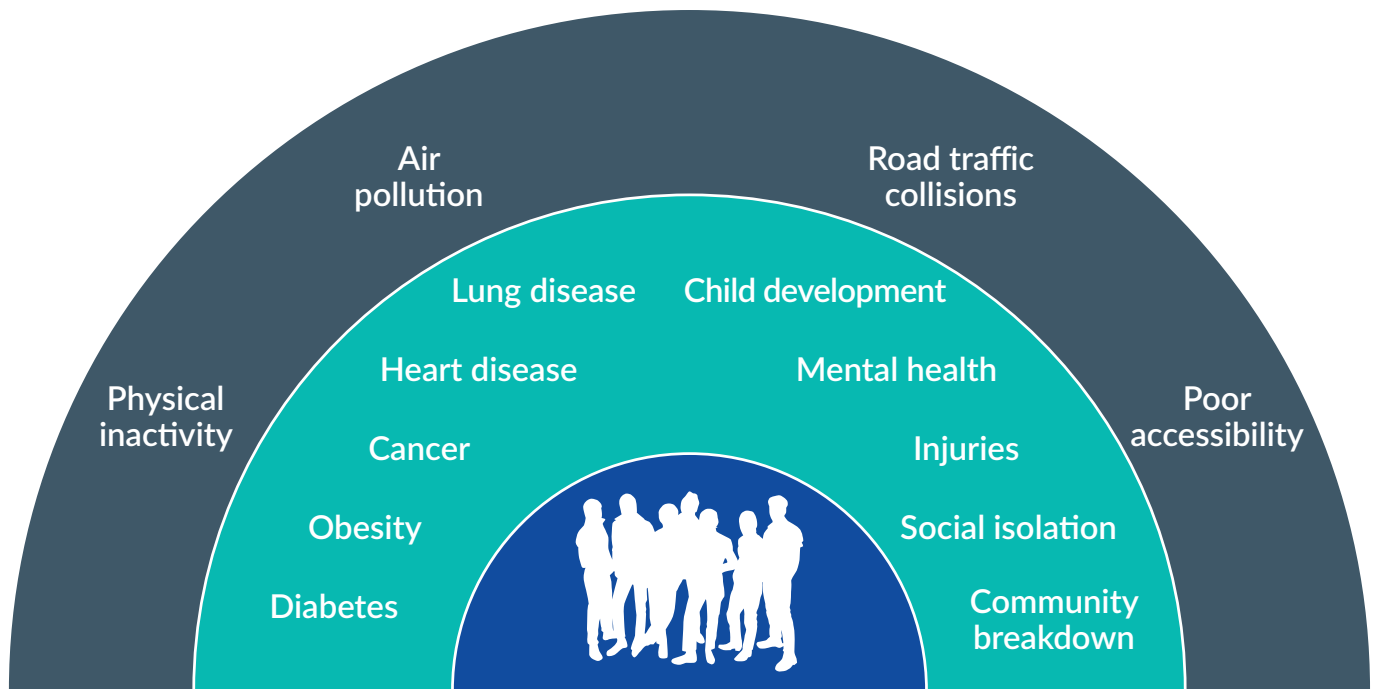 Air
pollution
Road traffic
collisions
Lung disease
Child development
Heart disease
Mental health
Physical
inactivity
Poor
accessibility
Cancer
Injuries
Obesity
Social isolation
Diabetes
Community
breakdown